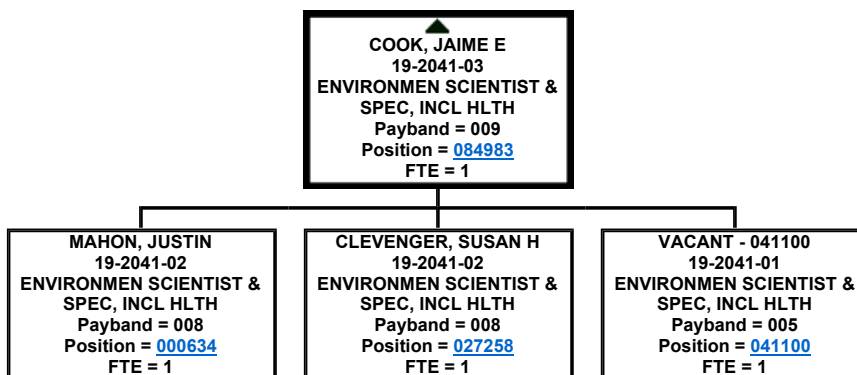 COOK, JAIME E
19-2041-03
ENVIRONMEN SCIENTIST &
SPEC, INCL HLTH
Payband = 009
Position = 084983
FTE = 1
MAHON, JUSTIN
19-2041-02
ENVIRONMEN SCIENTIST &
SPEC, INCL HLTH
Payband = 008
Position = 000634
FTE = 1
CLEVENGER, SUSAN H
19-2041-02
ENVIRONMEN SCIENTIST &
SPEC, INCL HLTH
Payband = 008
Position = 027258
FTE = 1
VACANT - 041100
19-2041-01
ENVIRONMEN SCIENTIST &
SPEC, INCL HLTH
Payband = 005
Position = 041100
FTE = 1